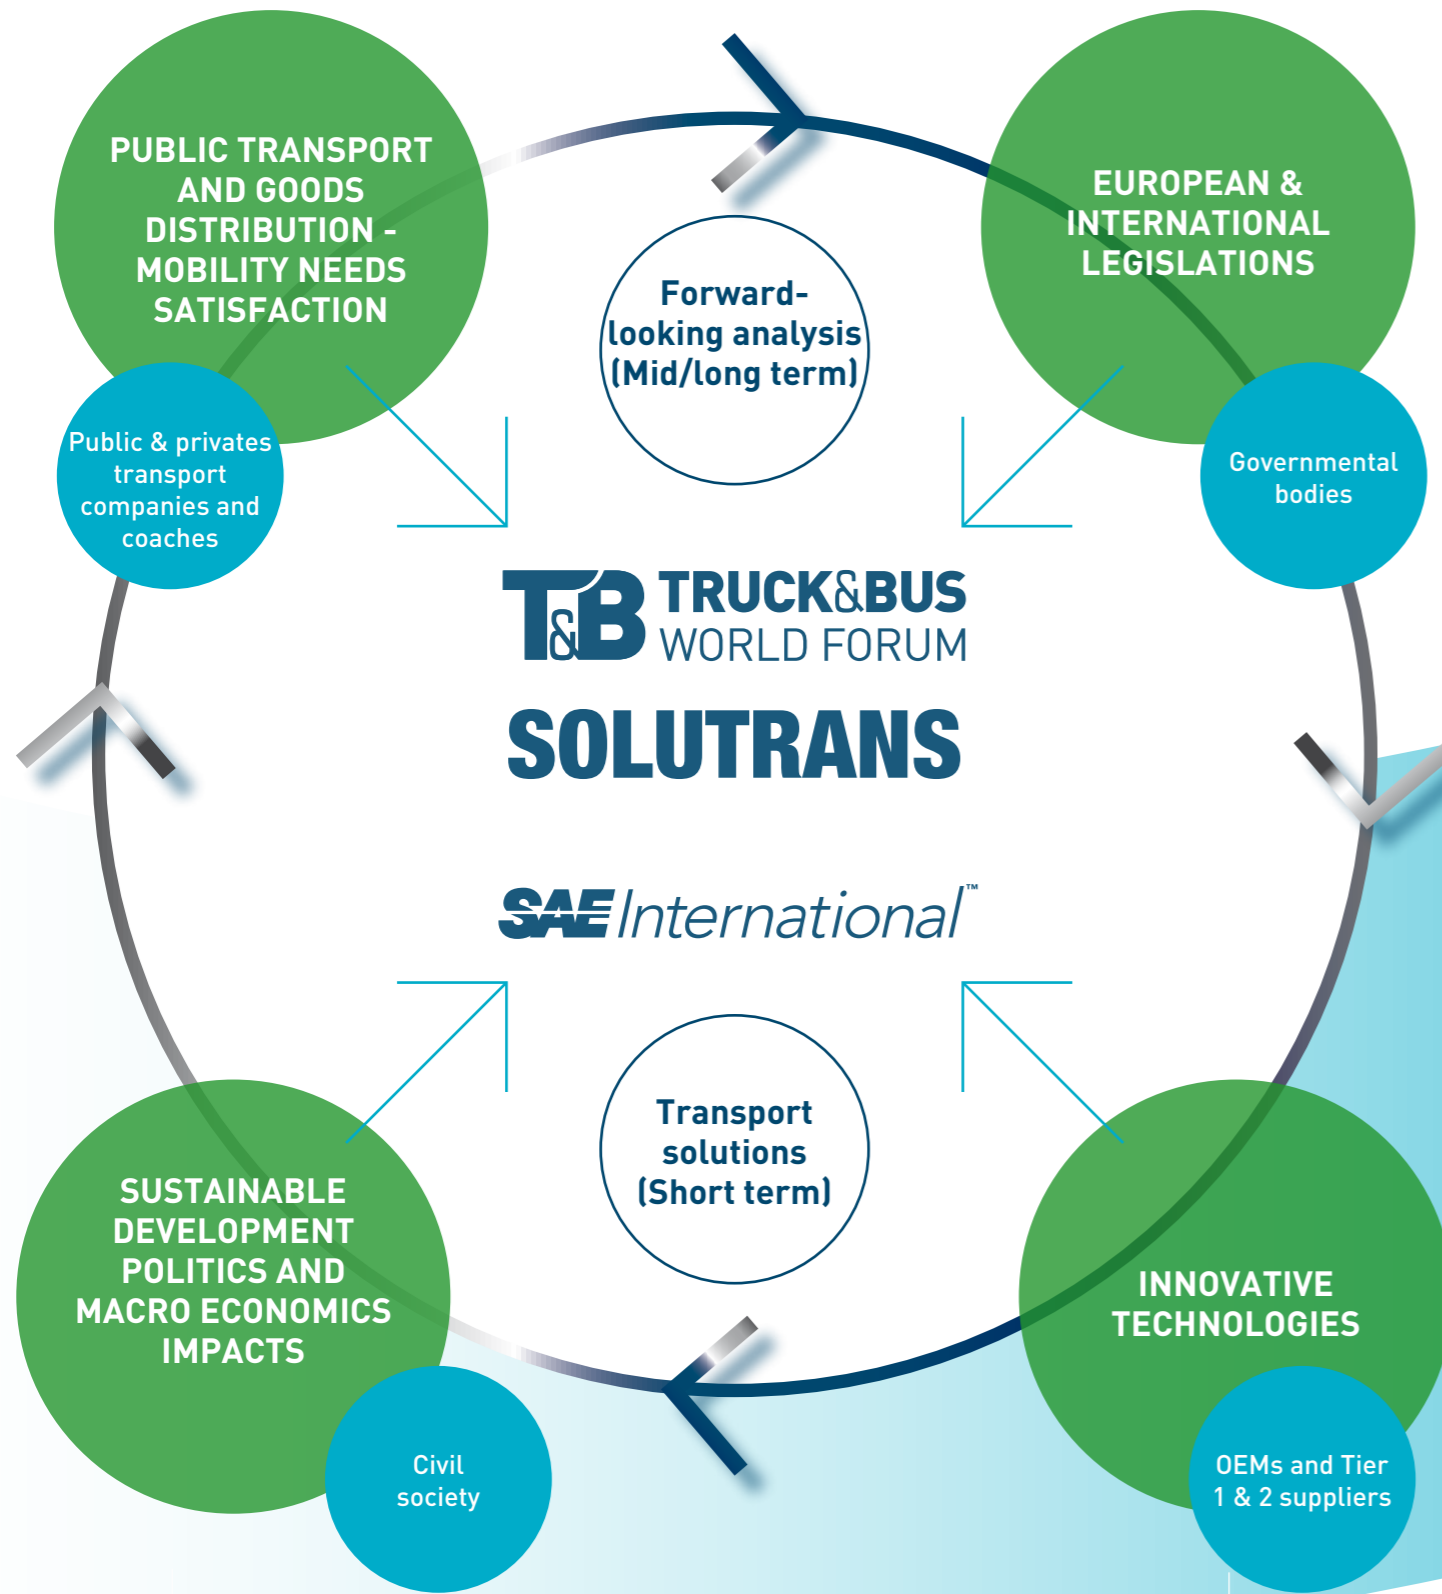 PUBLIC TRANSPORT
AND GOODS
DISTRIBUTION -
MOBILITY NEEDS
SATISFACTION
Public & privates
transport
companies and
coaches
Forward-
looking analysis
(Mid/long term)
EUROPEAN &
INTERNATIONAL
LEGISLATIONS
Governmental
bodies
T&B TRUCK&BUS
WORLD FORUM
SOLUTRANS
SAE International™
Transport
solutions
(Short term)
SUSTAINABLE
DEVELOPMENT
POLITICS AND
MACRO ECONOMICS
IMPACTS
Civil
society
INNOVATIVE
TECHNOLOGIES
OEMs and Tier
1 & 2 suppliers